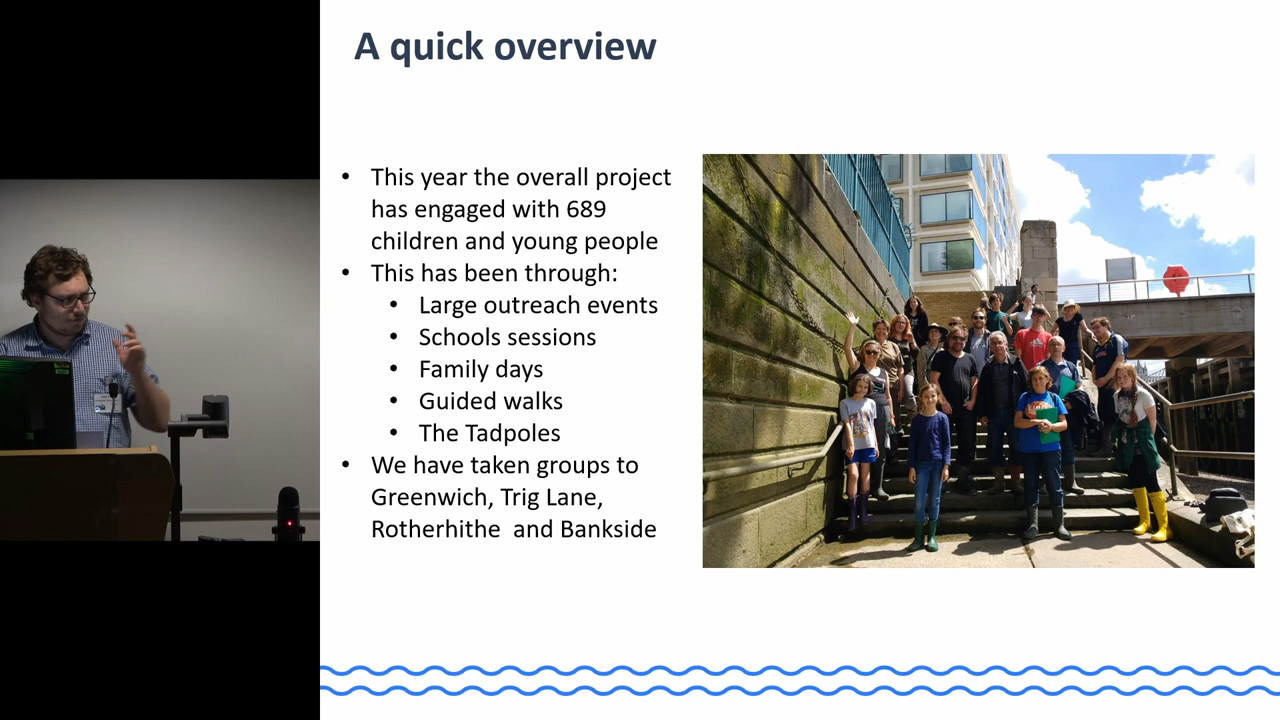 A quick overview
• This year the overall project
has engaged with 689
children and young people
• This has been through:
• Large outreach events
• Schools sessions
• Family days
• Guided walks
• The Tadpoles
• We have taken groups to
Greenwich, Trig Lane,
Rotherhithe and Bankside